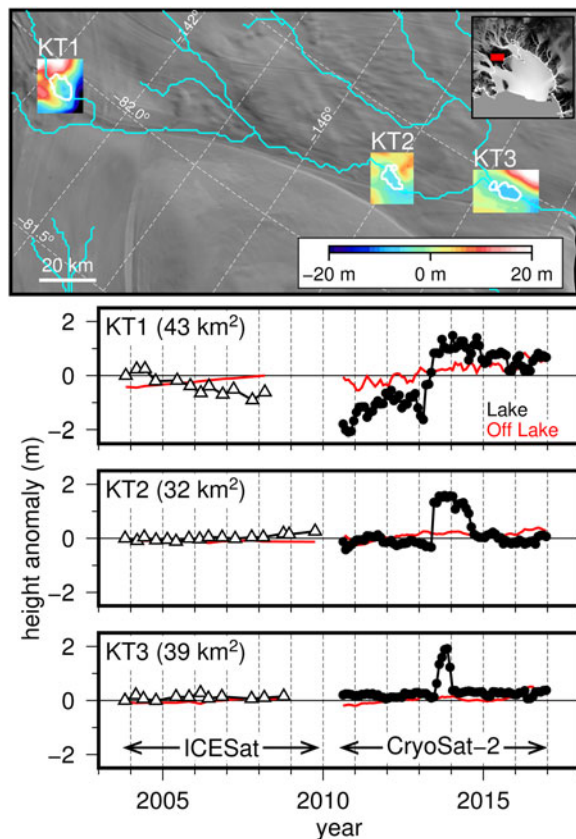 KT1
−142°
−82.0°
−146°
KT2
KT3
−81.5°
20 km
−20 m 0 m 20 m
KT1 (43 km²)
2
0
−2
Lake
Off Lake
KT2 (32 km²)
2
0
−2
height anomaly (m)
KT3 (39 km²)
2
0
−2
ICESat
CryoSat−2
2005 2010 2015
year